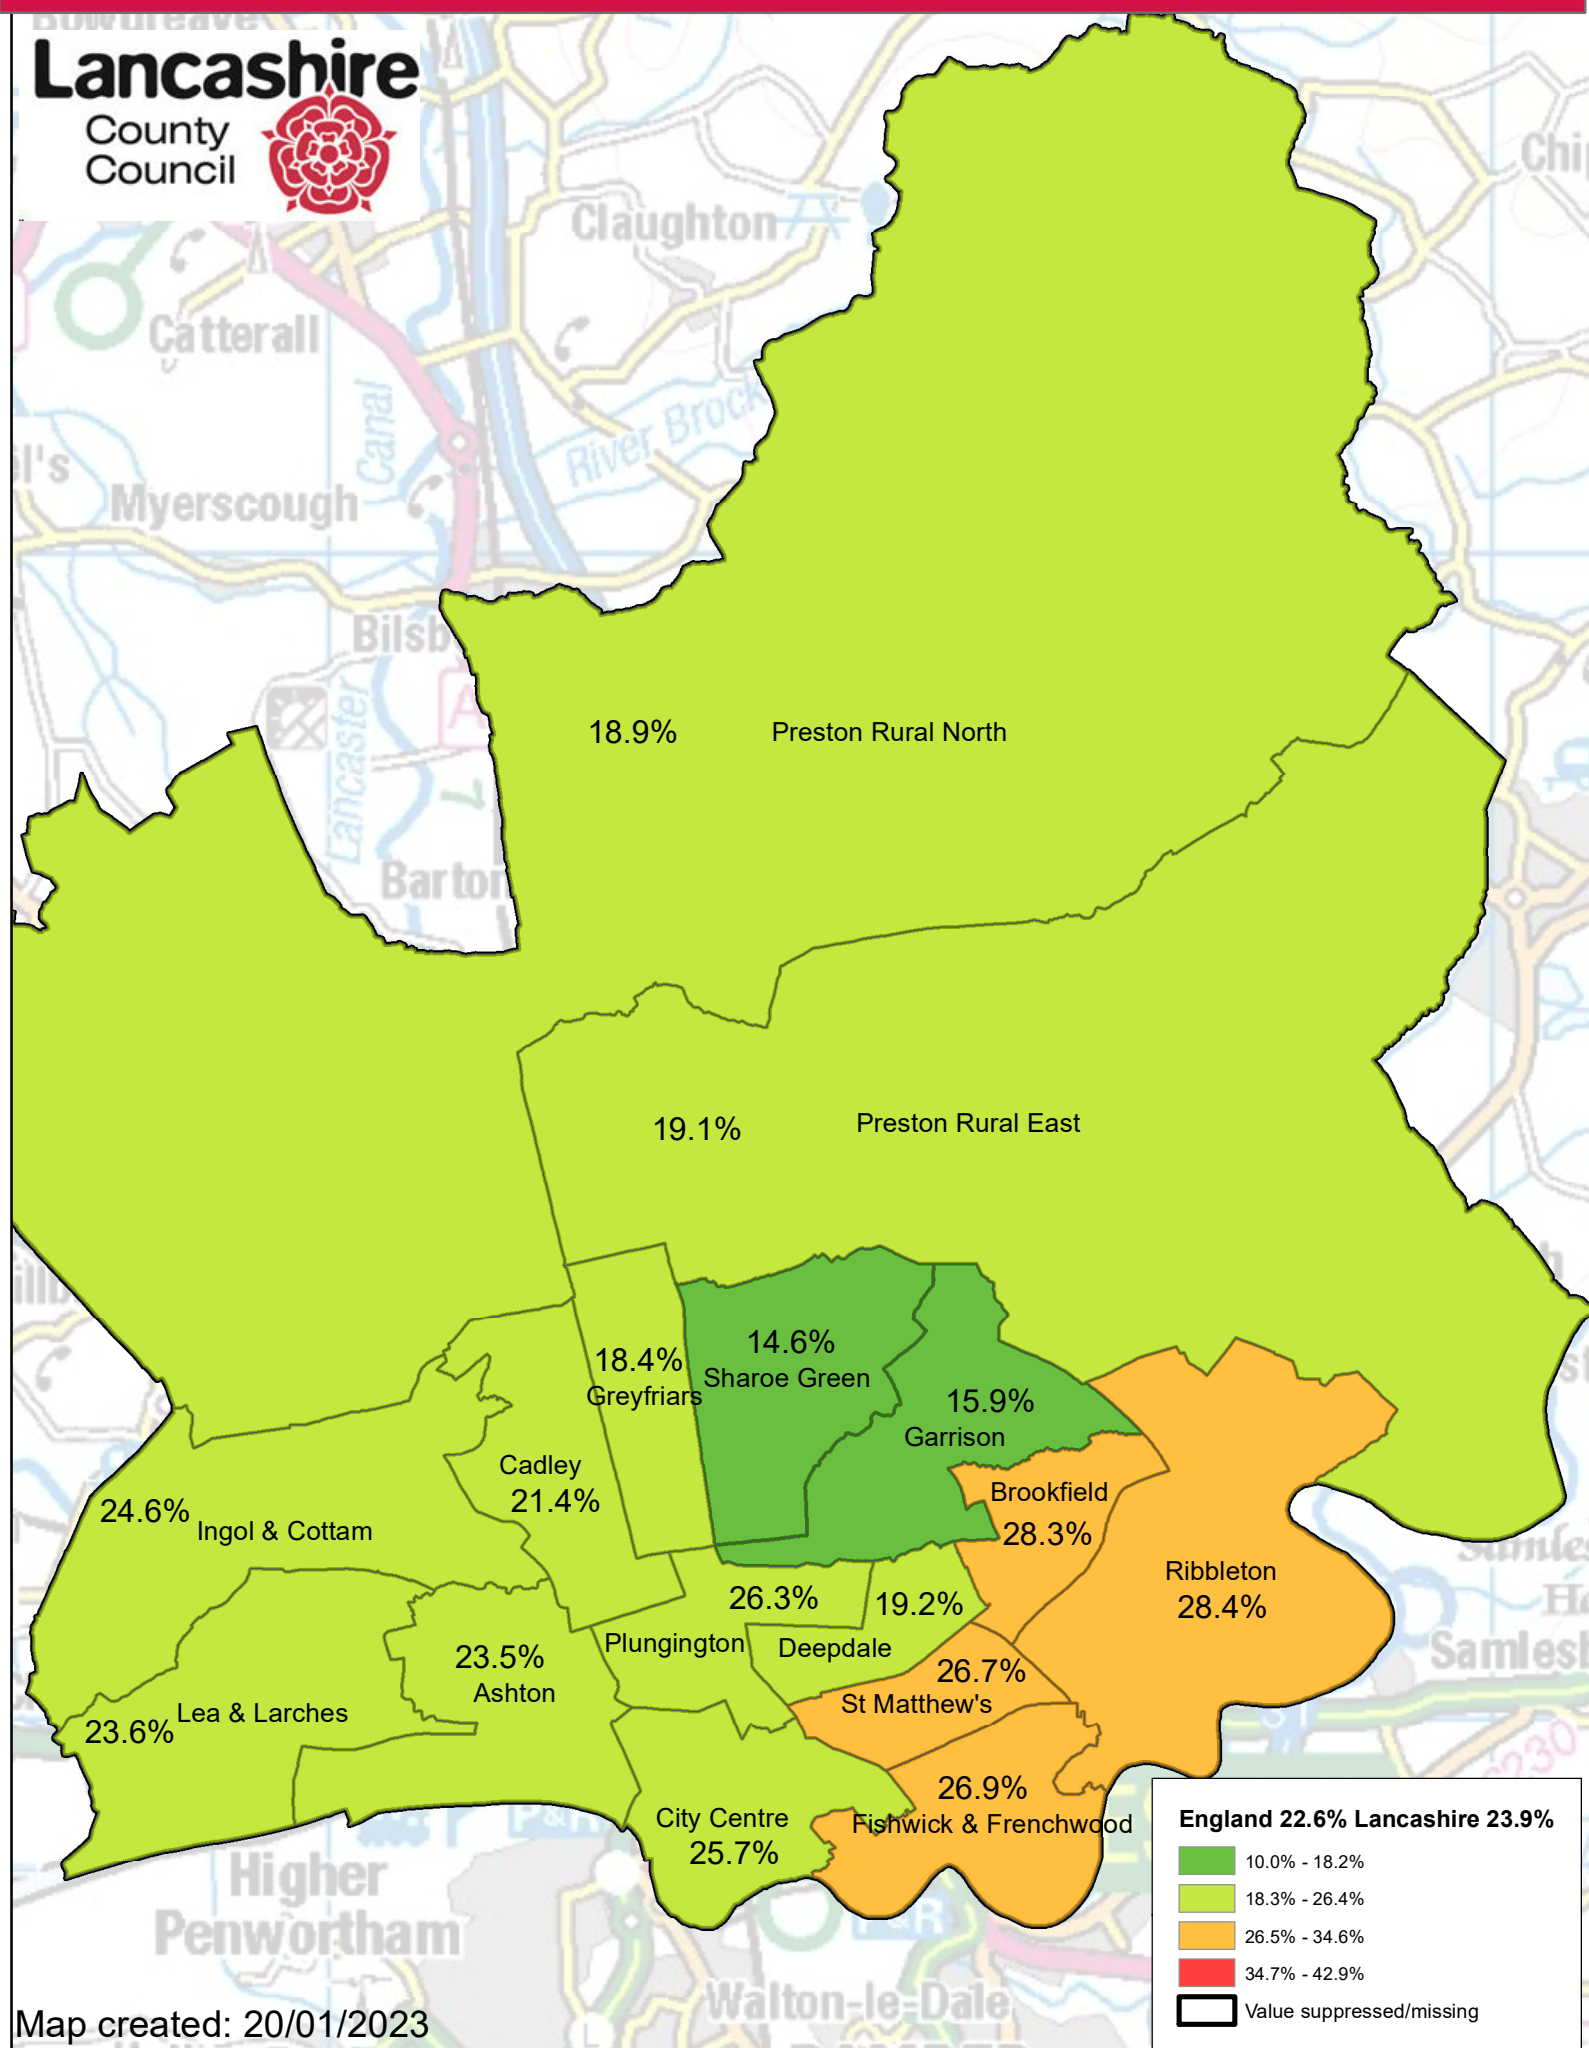 Lancashire
County
Council
Claughton
Catterall
Canal
River Brock
Myerscough
Bilsb
A
Lancaster
7
Barton
18.9% Preston Rural North
19.1% Preston Rural East
18.4%
Greyfriars
14.6%
Sharoe Green
15.9%
Garrison
Cadley
21.4%
24.6% Ingol & Cottam
Brookfield
28.3%
Ribbleton
28.4%
26.3%
Plungington
19.2%
Deepdale
23.5%
Ashton
26.7%
St Matthew's
23.6% Lea & Larches
26.9%
Fishwick & Frenchwood
City Centre
25.7%
Samlesb
Higher
Penwortham
P&R
P&R
Walton-le-Dale
England 22.6% Lancashire 23.9%
10.0% - 18.2%
18.3% - 26.4%
26.5% - 34.6%
34.7% - 42.9%
Value suppressed/missing
Map created: 20/01/2023